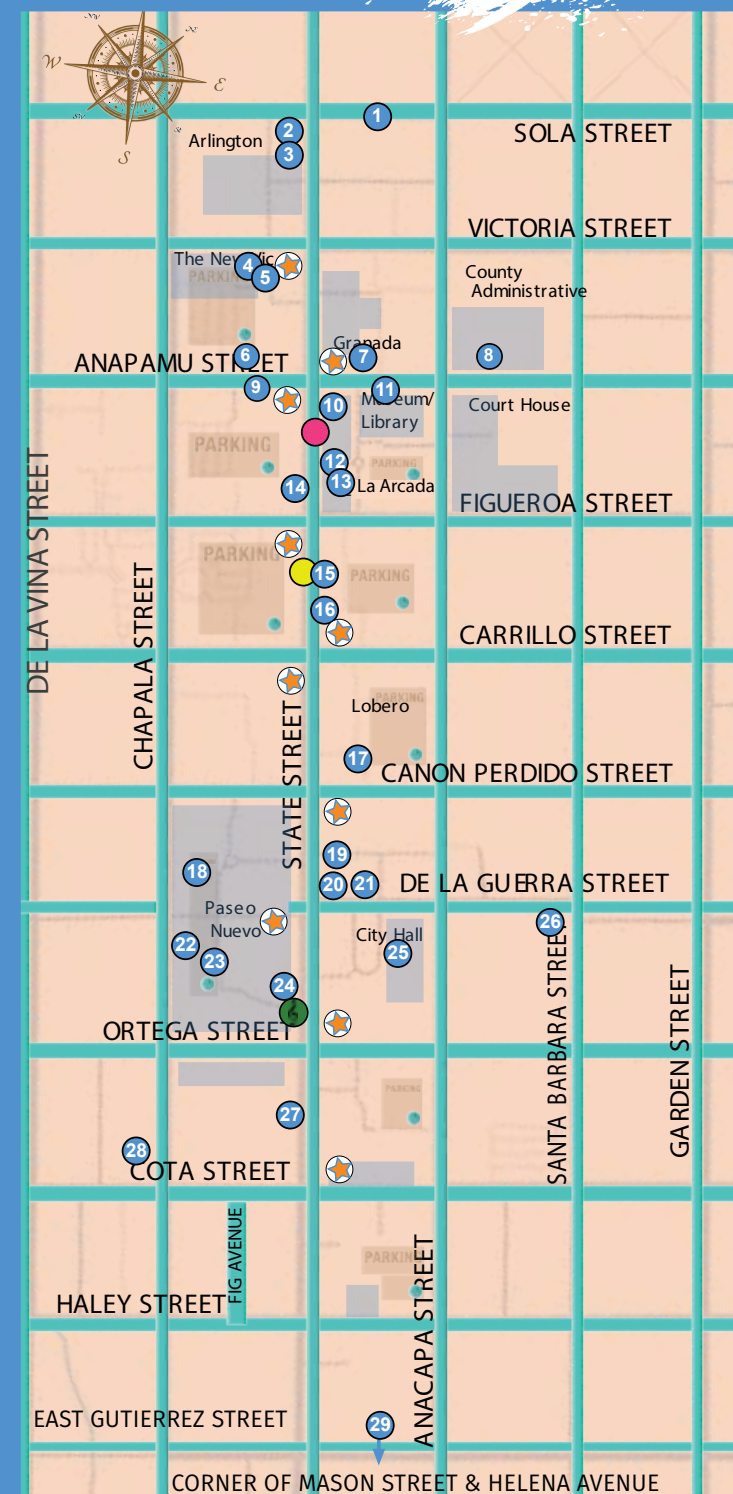 NW
N
W
E
SW
S
1
SOLA STREET
2
Arlington
3
VICTORIA STREET
The New Vic
4
5
PARKING
County
Administrative
Granada
6
7
8
ANAPAMU STREET
9
11
10
Museum/
Library
Court House
PARKING
12
PARKING
13
La Arcada
14
FIGUEROA STREET
DE LA VINA STREET
PARKING
15
PARKING
16
CARRILLO STREET
CHAPALA STREET
PARKING
Lobero
STATE STREET
17
CANON PERDIDO STREET
19
18
20
21
DE LA GUERRA STREET
Paseo
Nuevo
26
City Hall
22
25
23
24
SANTA BARBARA STREET
GARDEN STREET
ORTEGA STREET
PARKING
27
28
COTA STREET
FIG AVENUE
PARKING
ANACAPA STREET
HALEY STREET
EAST GUTIERREZ STREET
29
CORNER OF MASON STREET & HELENA AVENUE